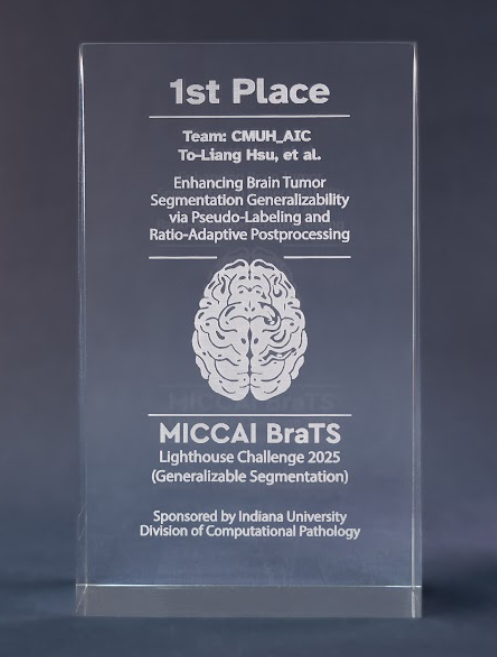 1st Place
Team: CMUH_AIC
To-Liang Hsu, et al.
Enhancing Brain Tumor
Segmentation Generalizability
via Pseudo-Labeling and
Ratio-Adaptive Postprocessing
MICCAI BraTS
Lighthouse Challenge 2025
(Generalizable Segmentation)
Sponsored by Indiana University
Division of Computational Pathology